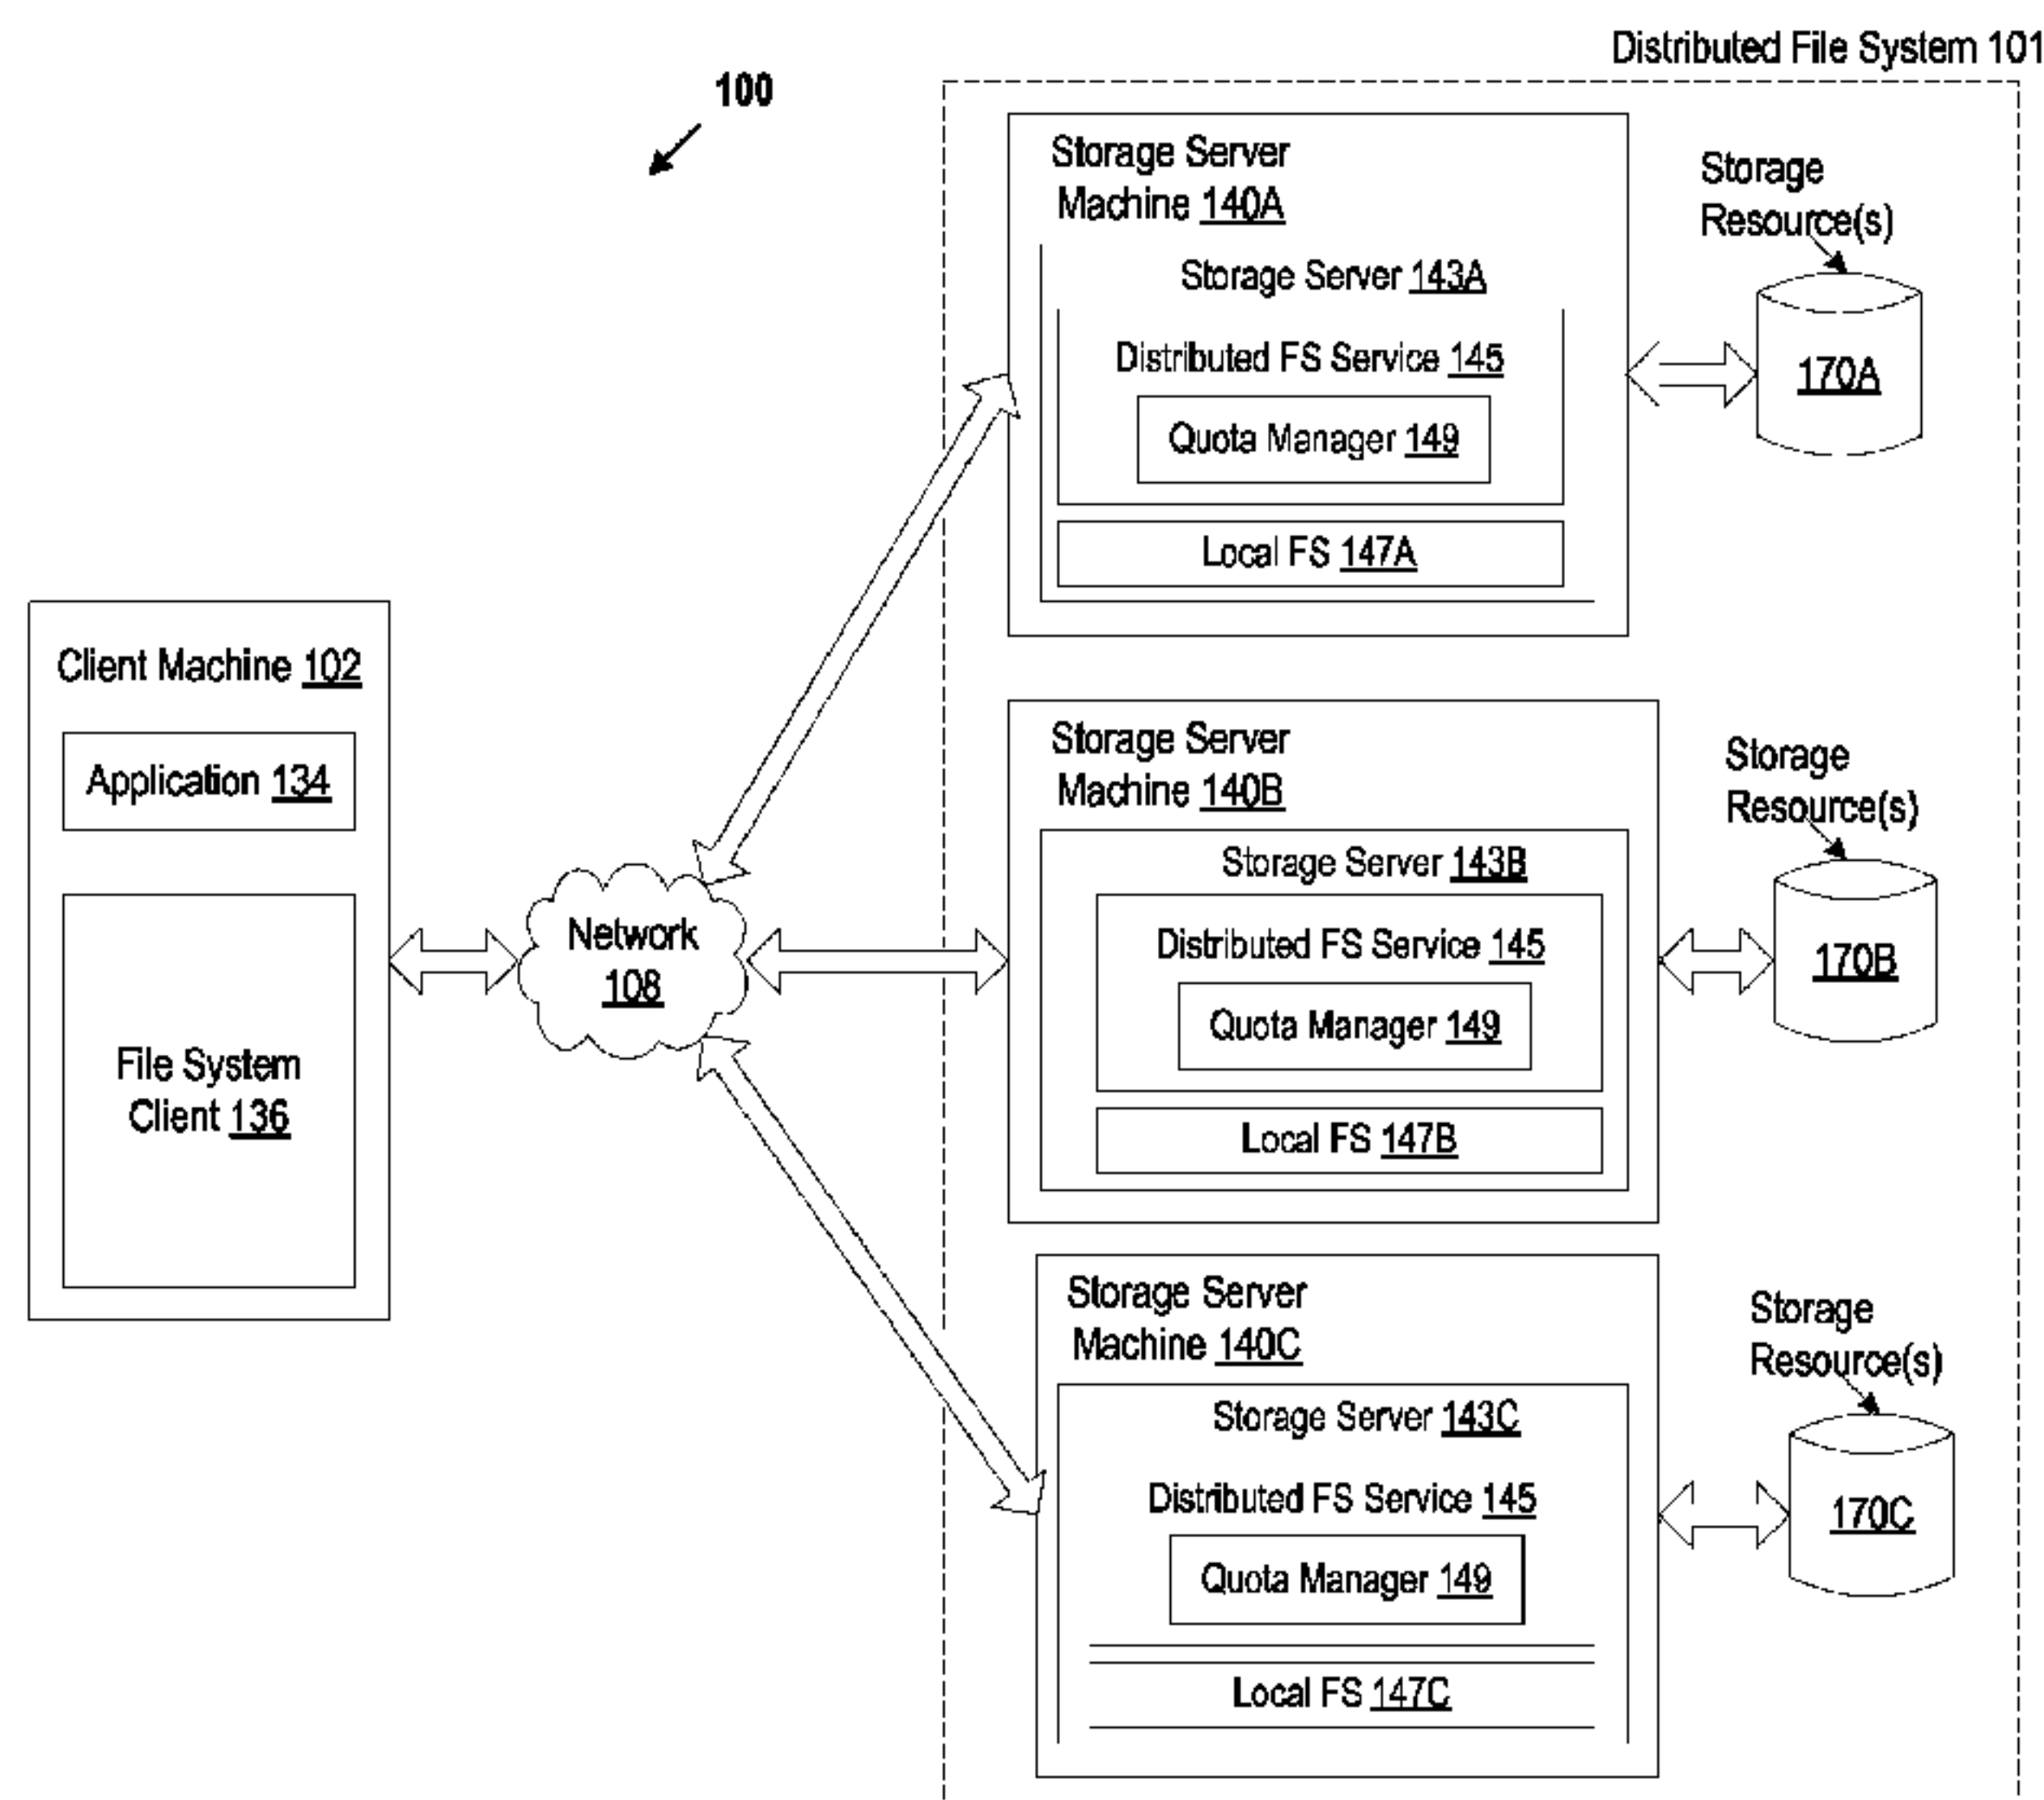 Distributed File System 101
100
Storage Server
Machine 140A
Storage Server 143A
Distributed FS Service 145
Quota Manager 149
Local FS 147A
Storage
Resource(s)
170A
Client Machine 102
Application 134
File System
Client 136
Network
108
Storage Server
Machine 140B
Storage Server 143B
Distributed FS Service 145
Quota Manager 149
Local FS 147B
Storage
Resource(s)
170B
Storage Server
Machine 140C
Storage Server 143C
Distributed FS Service 145
Quota Manager 149
Local FS 147C
Storage
Resource(s)
170C